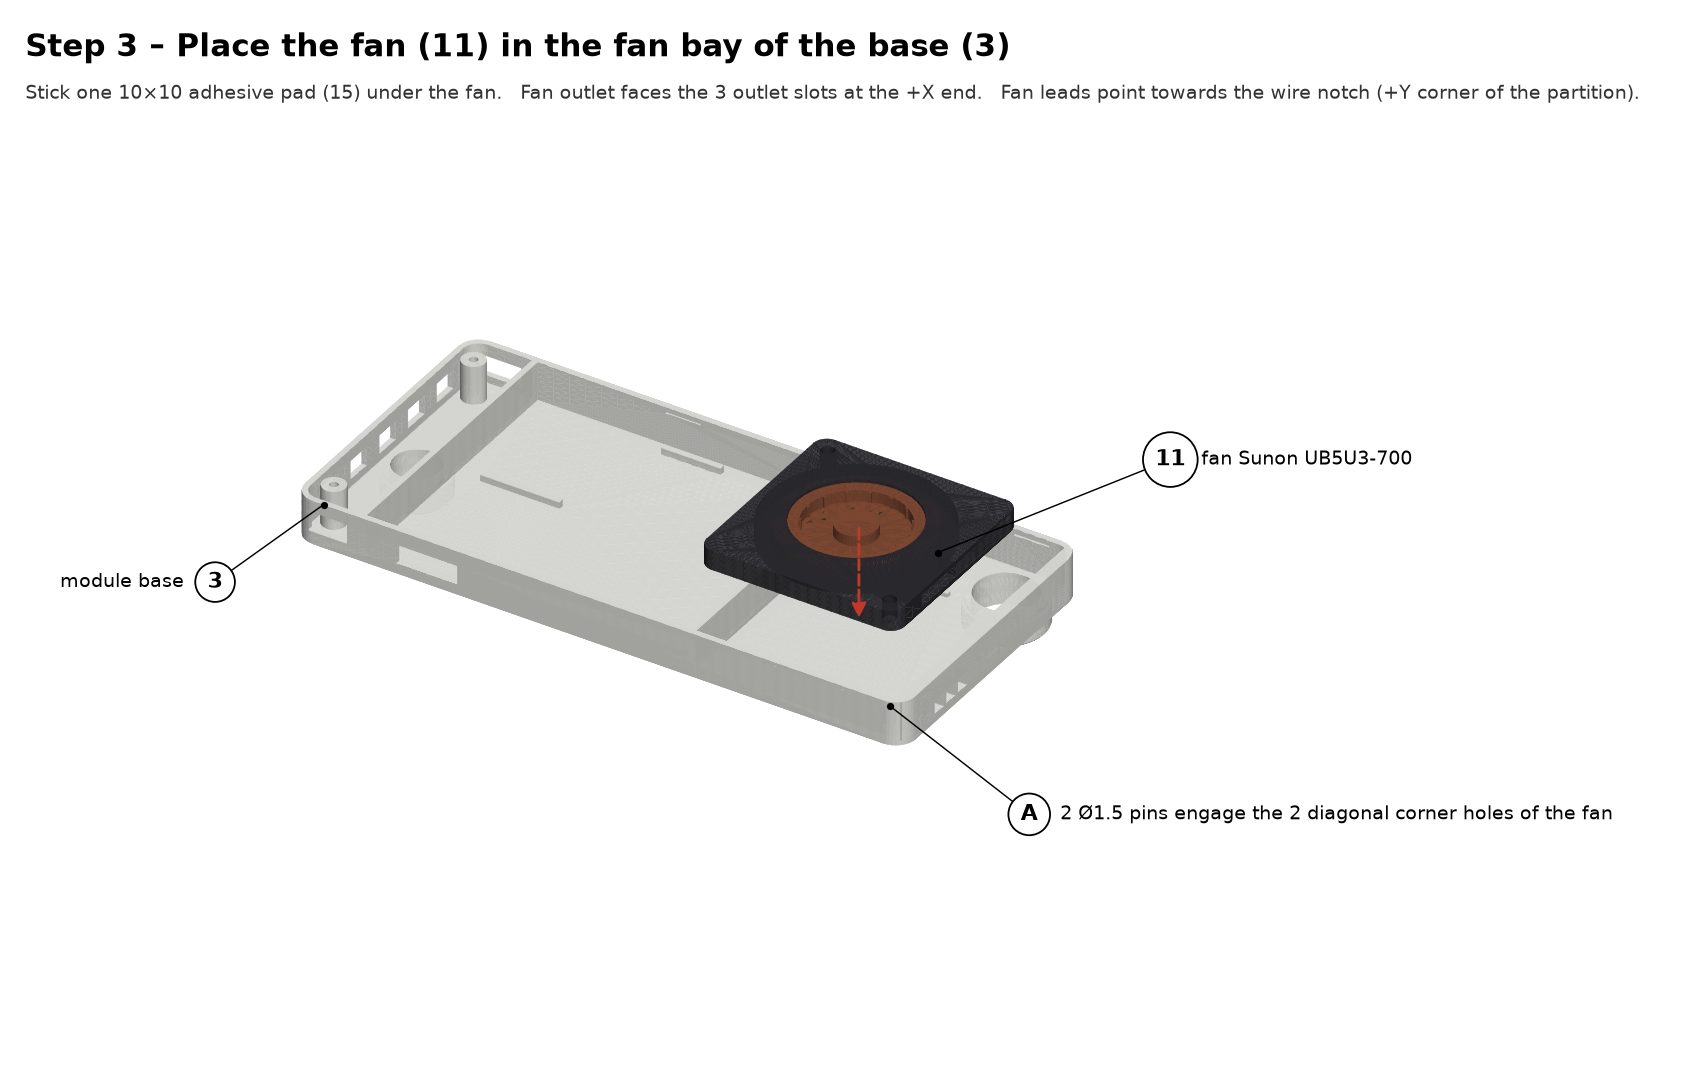 Step 3 – Place the fan (11) in the fan bay of the base (3)
Stick one 10×10 adhesive pad (15) under the fan.   Fan outlet faces the 3 outlet slots at the +X end.   Fan leads point towards the wire notch (+Y corner of the partition).
11 fan Sunon UB5U3-700
module base 3
A 2 Ø1.5 pins engage the 2 diagonal corner holes of the fan